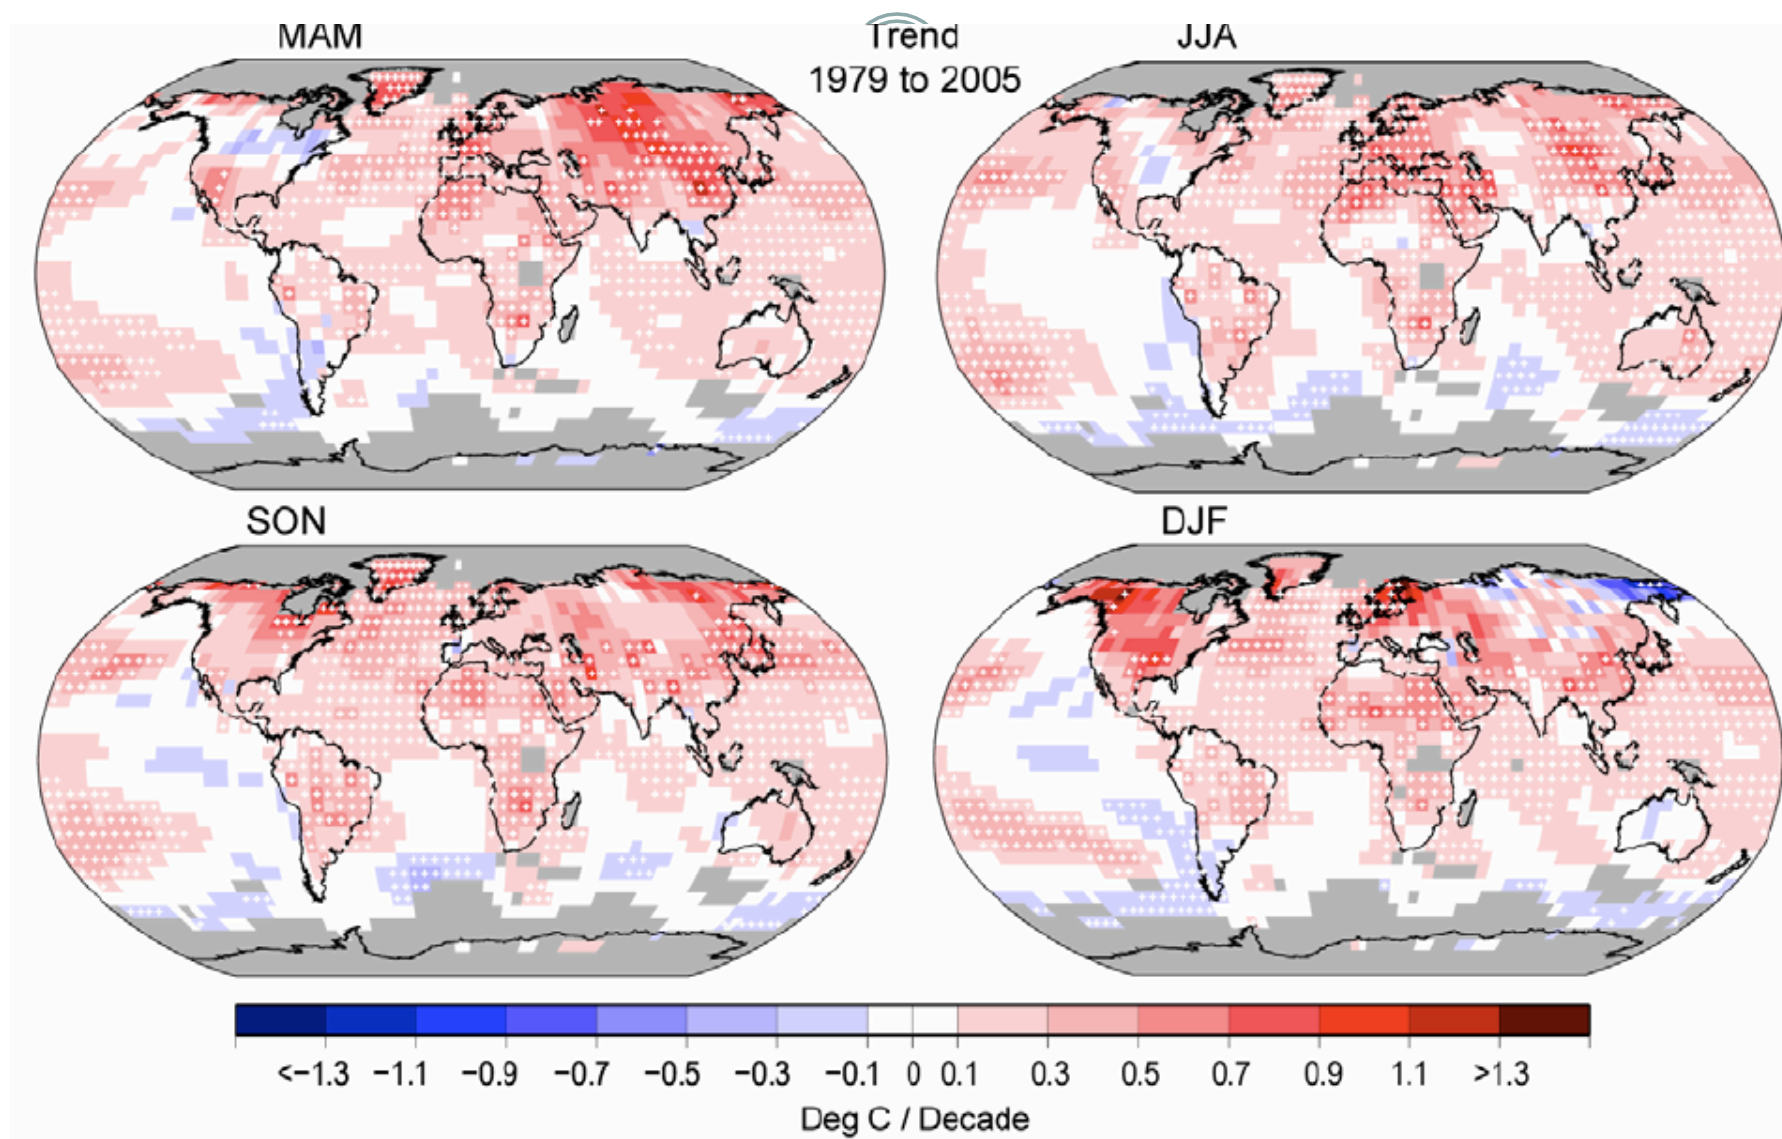 MAM
Trend
JJA
1979 to 2005
SON
DJF
<−1.3 −1.1 −0.9 −0.7 −0.5 −0.3 −0.1 0 0.1 0.3 0.5 0.7 0.9 1.1 >1.3
Deg C / Decade